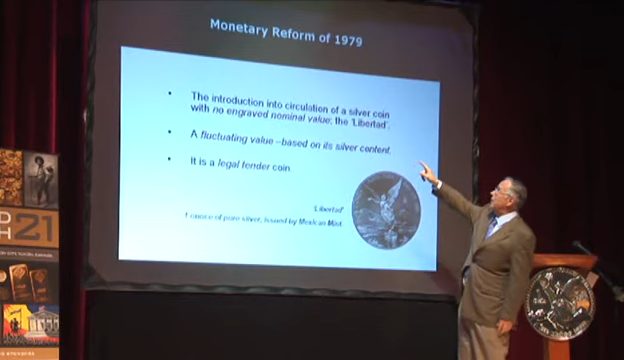 Monetary Reform of 1979
• The introduction into circulation of a silver coin
with no engraved nominal value: the 'Libertad'.
• A fluctuating value –based on its silver content.
• It is a legal tender coin
'Libertad'
1 ounce of pure silver, issued by Mexican Mint.
21